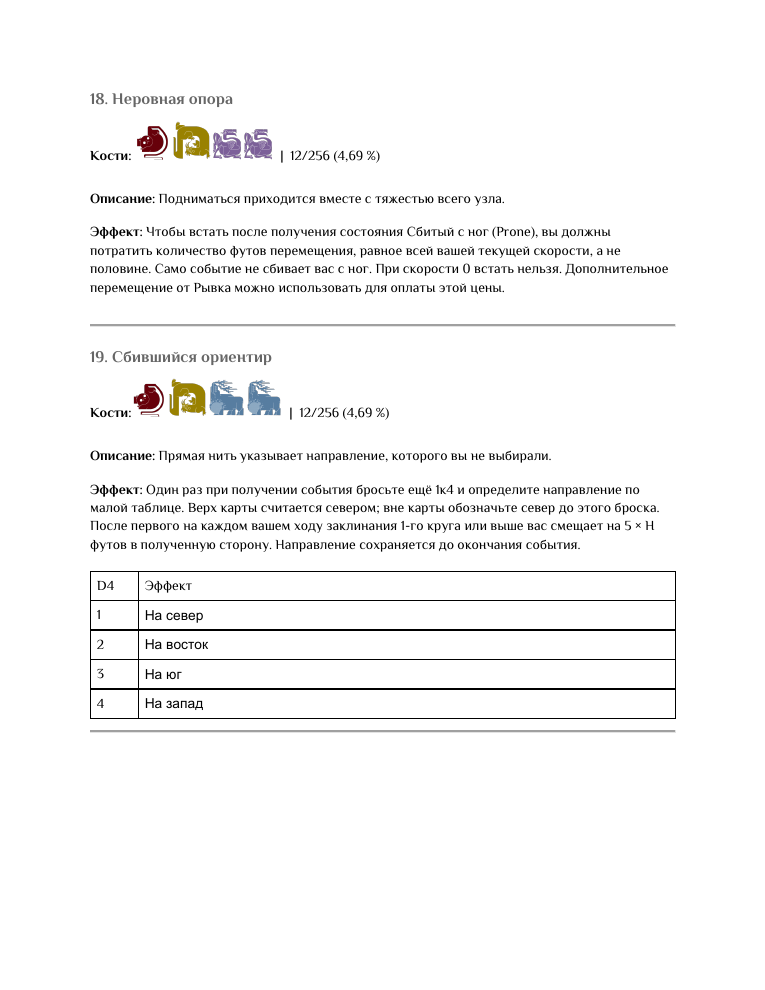 18. Неровная опора
Кости: | 12/256 (4,69 %)
Описание: Подниматься приходится вместе с тяжестью всего узла.
Эффект: Чтобы встать после получения состояния Сбитый с ног (Prone), вы должны
потратить количество футов перемещения, равное всей вашей текущей скорости, а не
половине. Само событие не сбивает вас с ног. При скорости 0 встать нельзя. Дополнительное
перемещение от Рывка можно использовать для оплаты этой цены.
19. Сбившийся ориентир
Кости: | 12/256 (4,69 %)
Описание: Прямая нить указывает направление, которого вы не выбирали.
Эффект: Один раз при получении события бросьте ещё 1к4 и определите направление по
малой таблице. Верх карты считается севером; вне карты обозначьте север до этого броска.
После первого на каждом вашем ходу заклинания 1-го круга или выше вас смещает на 5 × Н
футов в полученную сторону. Направление сохраняется до окончания события.
D4 Эффект
1 На север
2 На восток
3 На юг
4 На запад